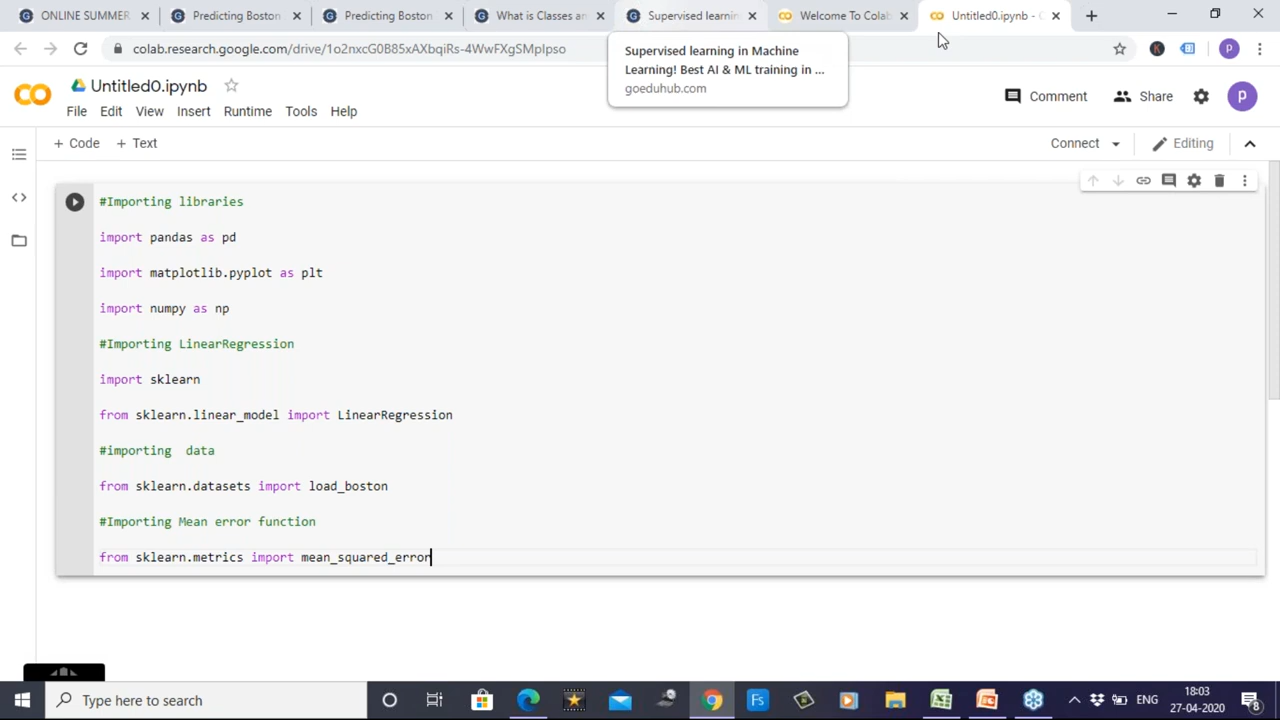 ONLINE SUMMER
Predicting Boston
Predicting Boston
What is Classes an
Supervised learnin
Welcome To Colab
Untitled0.ipynb - C
colab.research.google.com/drive/1o2nxcG0B85xAXbqiRs-4WwFXgSMpIpso
K
p
Supervised learning in Machine
Learning! Best AI & ML training in ...
goeduhub.com
Untitled0.ipynb
Comment
Share
p
File Edit View Insert Runtime Tools Help
+ Code + Text
Connect
Editing
#Importing libraries
import pandas as pd
import matplotlib.pyplot as plt
import numpy as np
#Importing LinearRegression
import sklearn
from sklearn.linear_model import LinearRegression
#importing  data
from sklearn.datasets import load_boston
#Importing Mean error function
from sklearn.metrics import mean_squared_error
Type here to search
Fs
ENG
18:03
27-04-2020
8